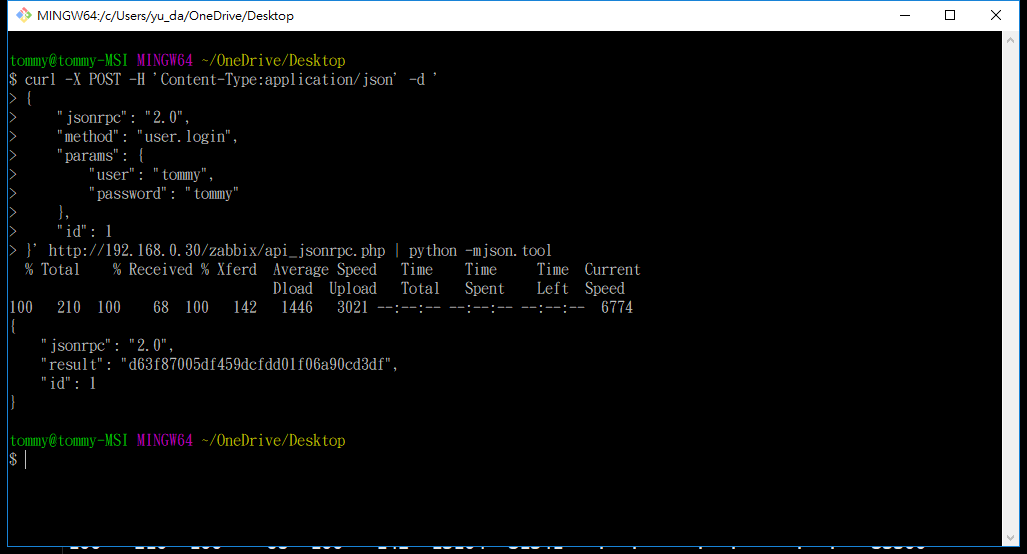 MINGW64:/c/Users/yu_da/OneDrive/Desktop
tommy@tommy-MSI MINGW64 ~/OneDrive/Desktop
$ curl -X POST -H 'Content-Type:application/json' -d '
> {
>     "jsonrpc": "2.0",
>     "method": "user.login",
>     "params": {
>         "user": "tommy",
>         "password": "tommy"
>     },
>     "id": 1
> }' http://192.168.0.30/zabbix/api_jsonrpc.php | python -mjson.tool
  % Total    % Received % Xferd  Average Speed   Time    Time     Time  Current
                                 Dload  Upload   Total   Spent    Left  Speed
100   210  100    68  100   142   1446   3021 --:--:-- --:--:-- --:--:--  6774
{
    "jsonrpc": "2.0",
    "result": "d63f87005df459dcfdd01f06a90cd3df",
    "id": 1
}
tommy@tommy-MSI MINGW64 ~/OneDrive/Desktop
$